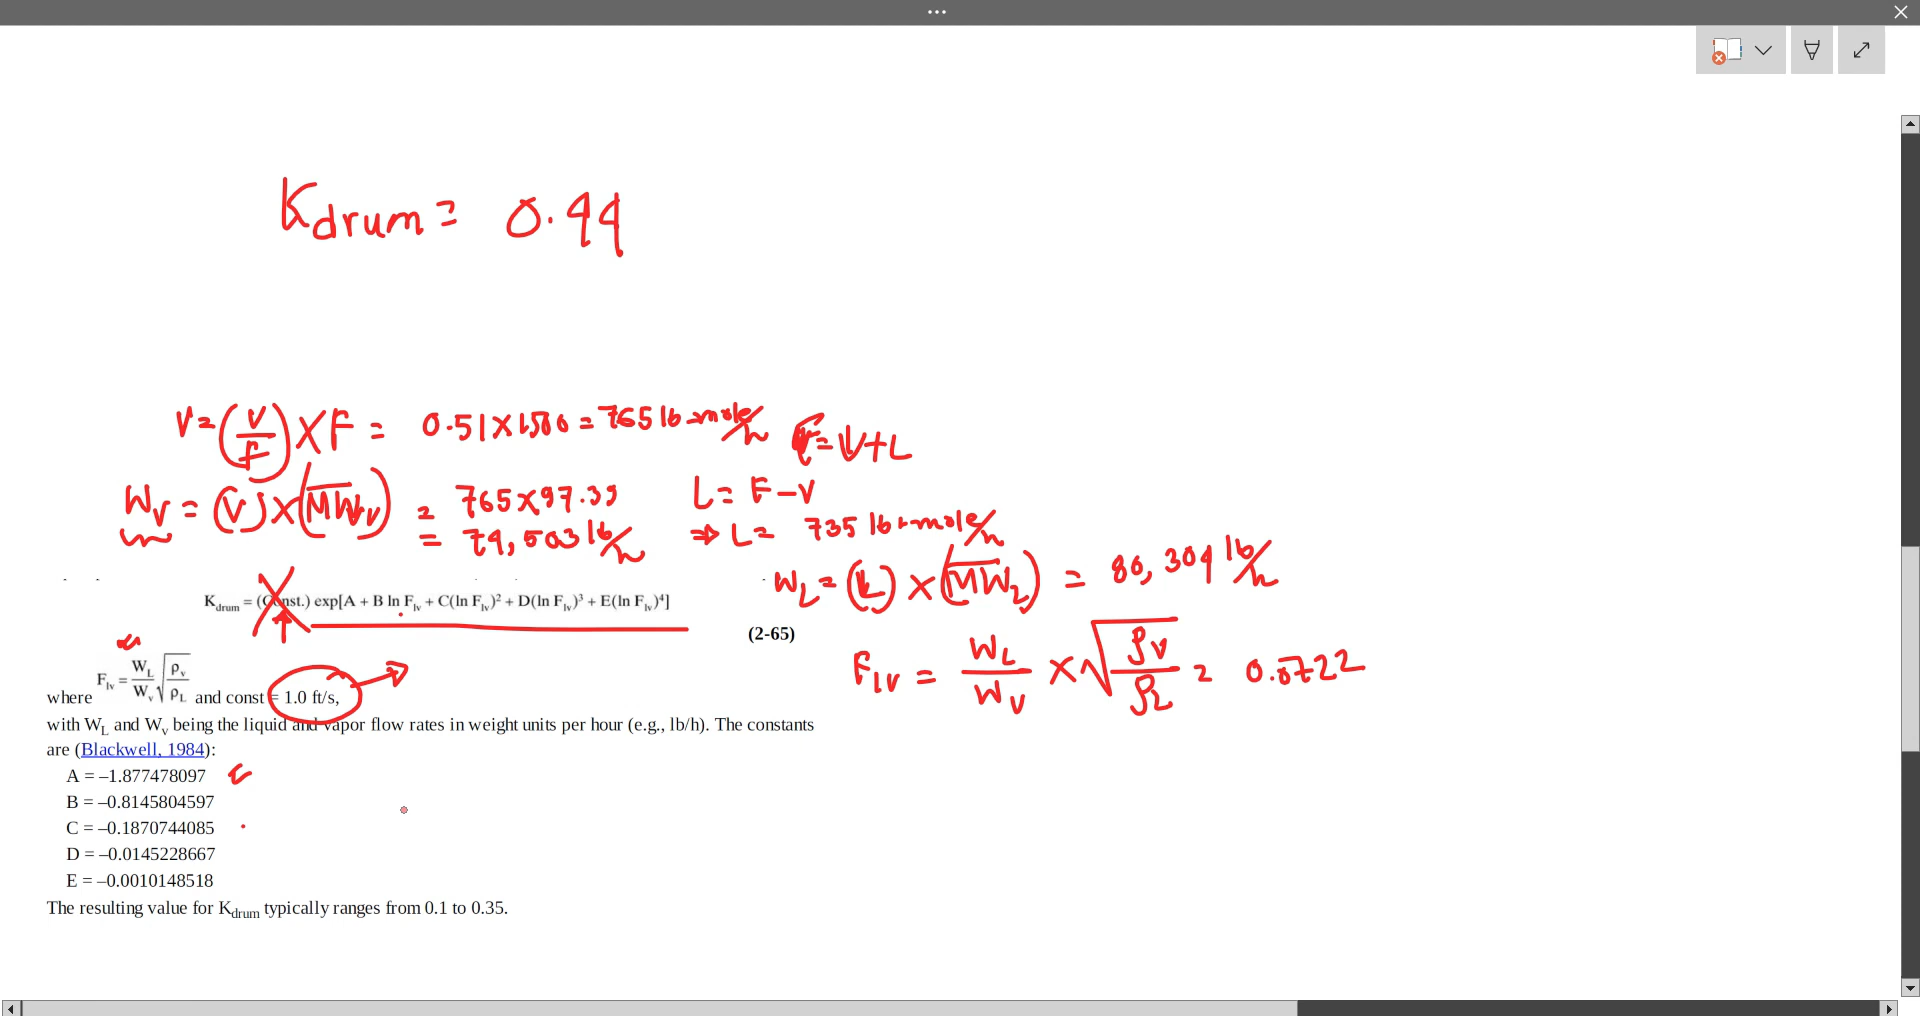 Kdrum = 0.44
V = (V/F) X F = 0.51 X 1500 = 765 lb-mole/h
F = V + L
Wv = (V) X (MWv) = 765 X 97.39
= 74,503 lb/h
L = F - V
⇒ L = 735 lb-mole/h
WL = (L) X (MWL) = 80,304 lb/h
Kdrum = (Const.) exp[A + B ln Flv + C(ln Flv)² + D(ln Flv)³ + E(ln Flv)⁴]
(2-65)
Flv = WL/Wv X √(ρv/ρL) = 0.0722
where Flv = WL/Wv √(ρv/ρL) and const = 1.0 ft/s,
with WL and Wv being the liquid and vapor flow rates in weight units per hour (e.g., lb/h). The constants
are (Blackwell, 1984):
A = –1.877478097
B = –0.8145804597
C = –0.1870744085
D = –0.0145228667
E = –0.0010148518
The resulting value for Kdrum typically ranges from 0.1 to 0.35.